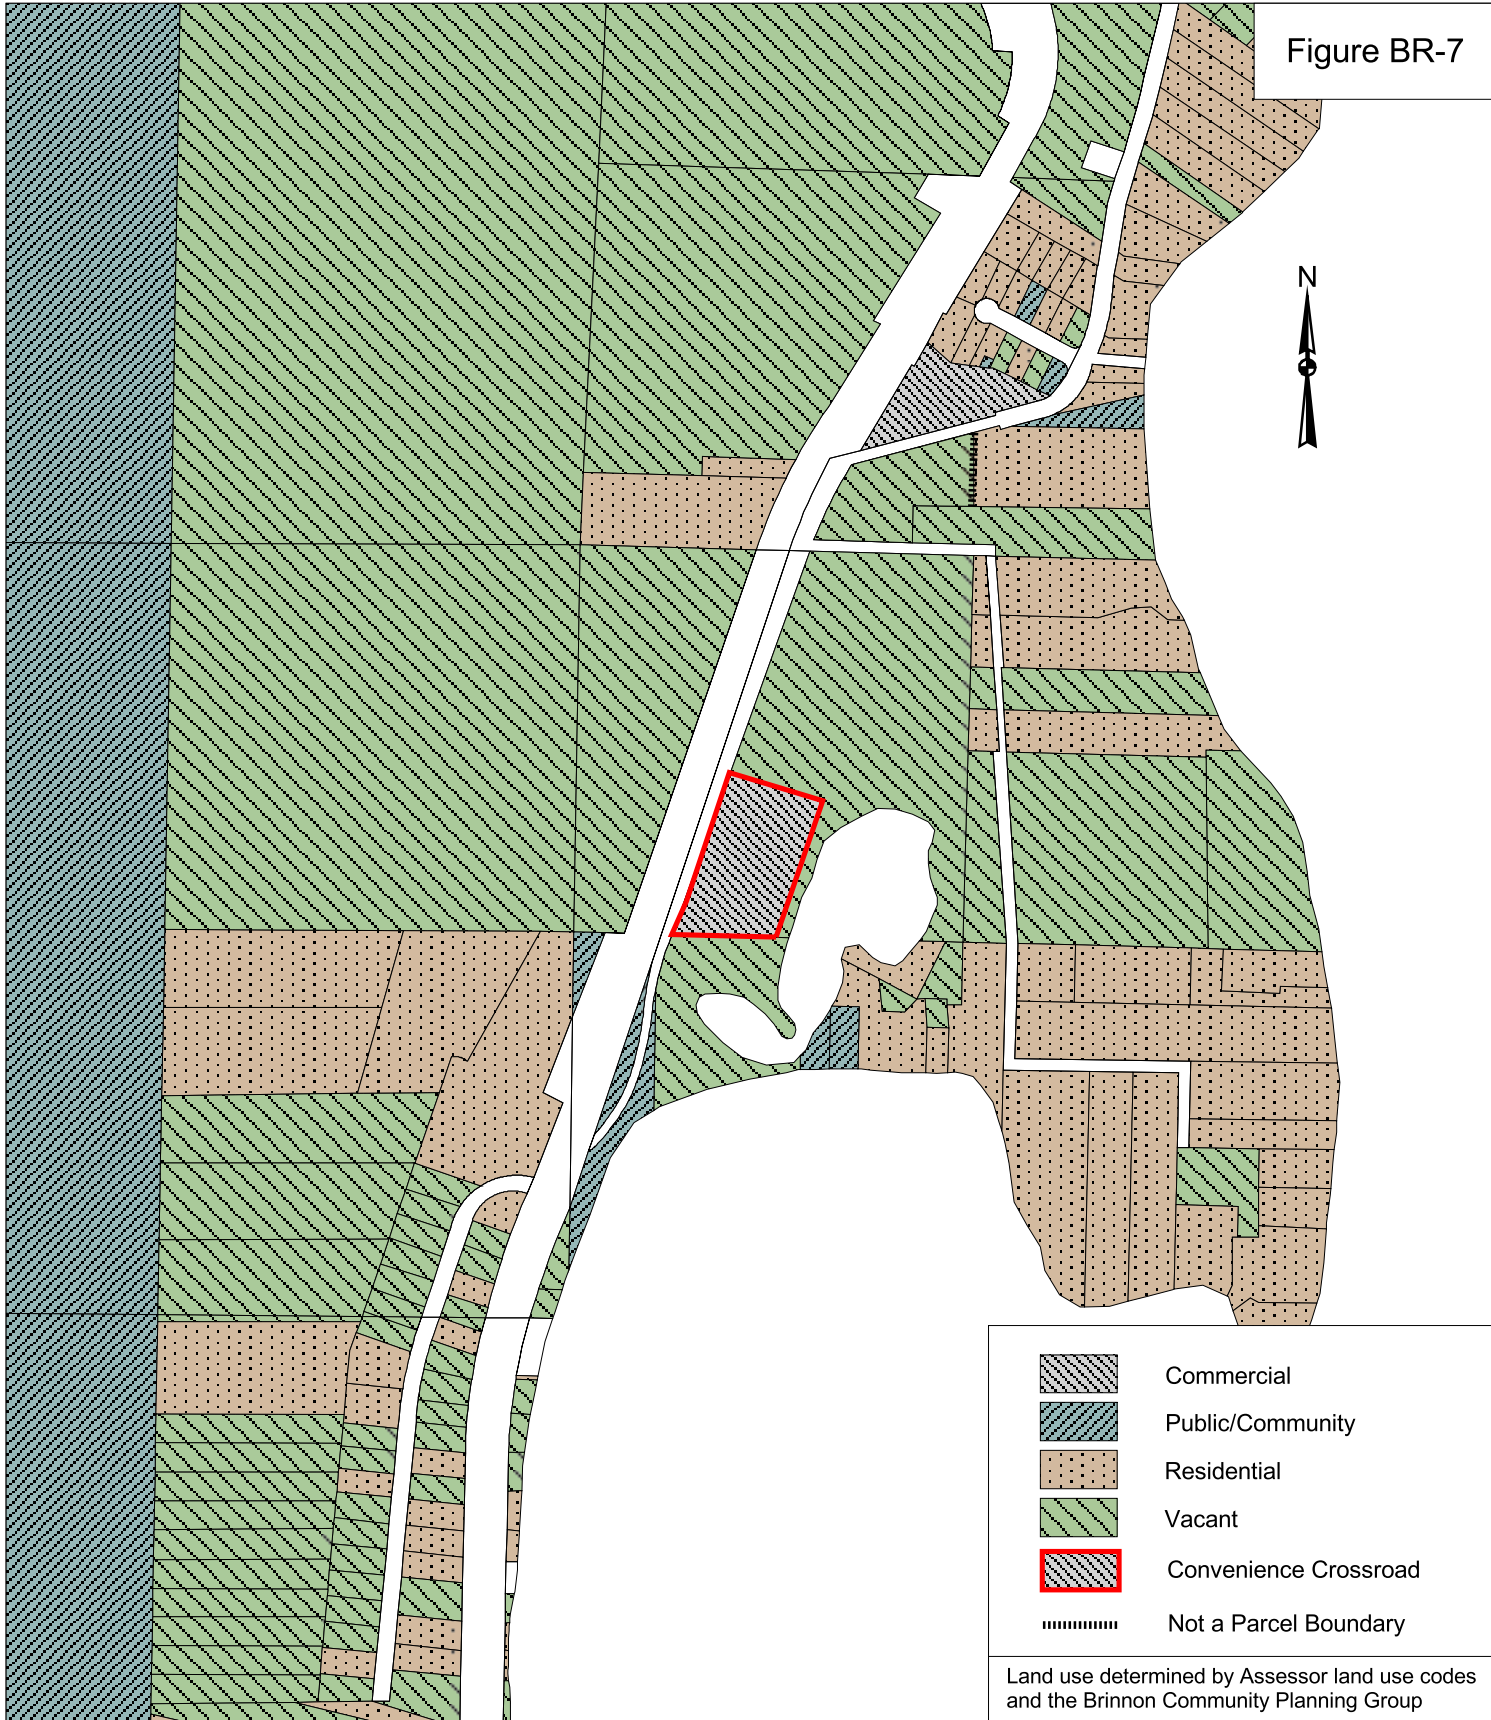 Figure BR-7
N
Commercial
Public/Community
Residential
Vacant
Convenience Crossroad
Not a Parcel Boundary
Land use determined by Assessor land use codes
and the Brinnon Community Planning Group